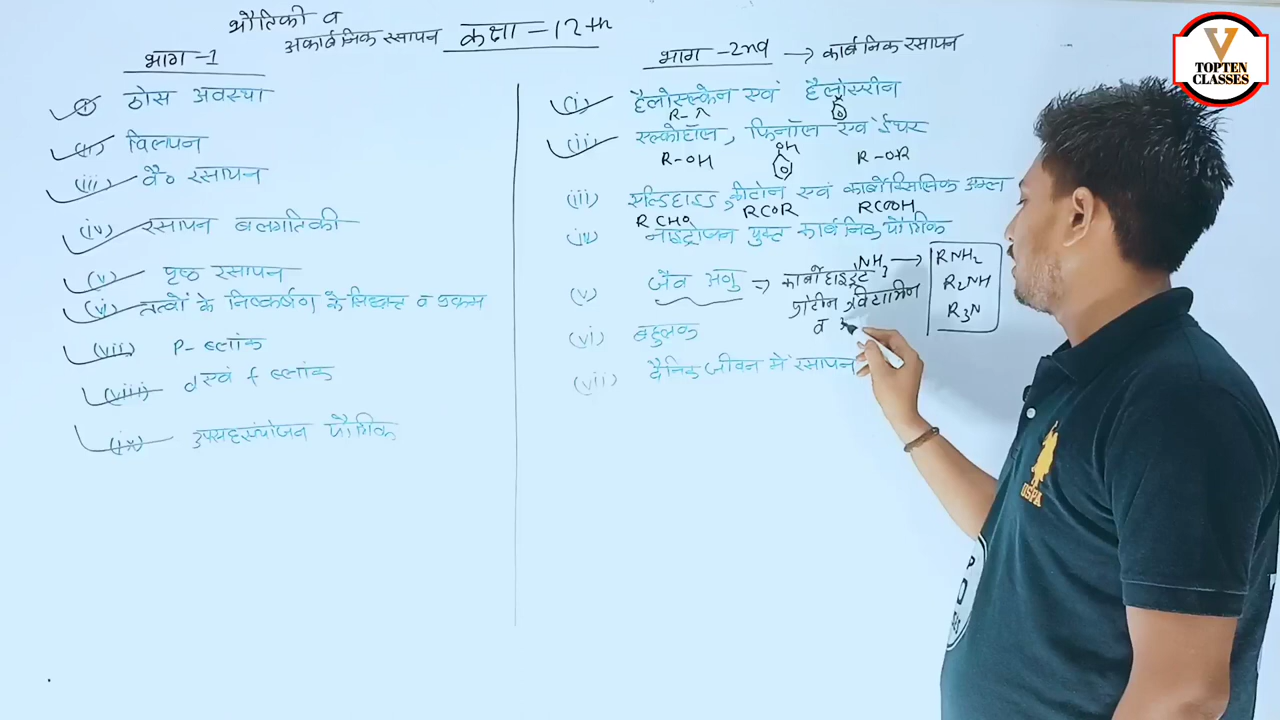 भौतिकी व
अकार्बनिक रसायन
कक्षा - 12th
भाग -1
(i) ठोस अवस्था
(ii) विलयन
(iii) वै० रसायन
(iv) रसायन बलगतिकी
(v) पृष्ठ रसायन
(vi) तत्वों के निष्कर्षण के सिद्धान्त व प्रक्रम
(vii) P- ब्लॉक
(viii) d एवं f ब्लॉक
(ix) उपसहसंयोजन यौगिक
भाग -2nd → कार्बनिक रसायन
(i) हैलोएल्केन एवं हैलोएरीन
R-X
(ii) एल्कोहॉल, फिनॉल एवं ईथर
R-OH OH R-OR
(iii) एल्डिहाइड, कीटोन एवं कार्बोक्सिलिक अम्ल
RCHO RCOR RCOOH
(iv) नाइट्रोजन युक्त कार्बनिक यौगिक
NH3 → RNH2
R2NH
R3N
(v) जैव अणु → कार्बोहाइड्रेट
प्रोटीन, विटामिन
व
(vi) बहुलक
(vii) दैनिक जीवन में रसायन
V
TOPTEN
CLASSES
USPA